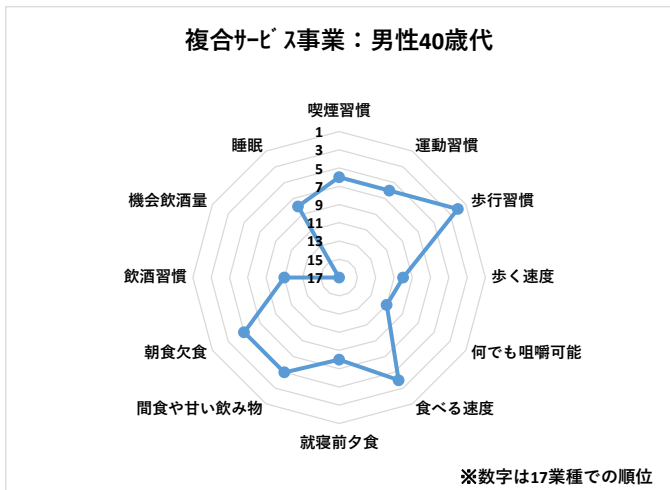 複合サービス事業：男性40歳代
喫煙習慣
運動習慣
歩行習慣
歩く速度
何でも咀嚼可能
食べる速度
就寝前夕食
間食や甘い飲み物
朝食欠食
飲酒習慣
機会飲酒量
睡眠
1
3
5
7
9
11
13
15
17
※数字は17業種での順位